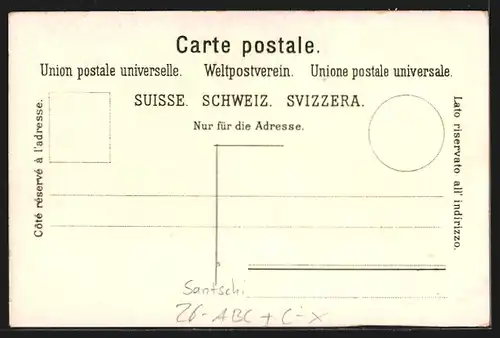 Carte postale.
Union postale universelle. Weltpostverein. Unione postale universale.
SUISSE. SCHWEIZ. SVIZZERA.
Nur für die Adresse.
Côté réservé à l'adresse.
Lato riservato all' indirizzo.
Santschi
26-ABC+C-X